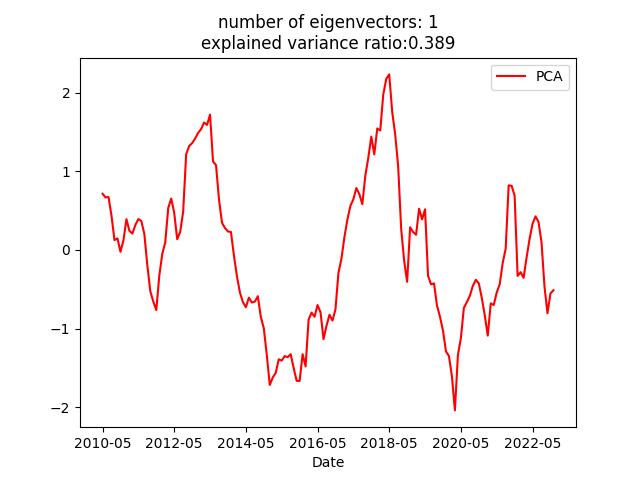 number of eigenvectors: 1
explained variance ratio:0.389
PCA
2
1
0
−1
−2
2010-05 2012-05 2014-05 2016-05 2018-05 2020-05 2022-05
Date